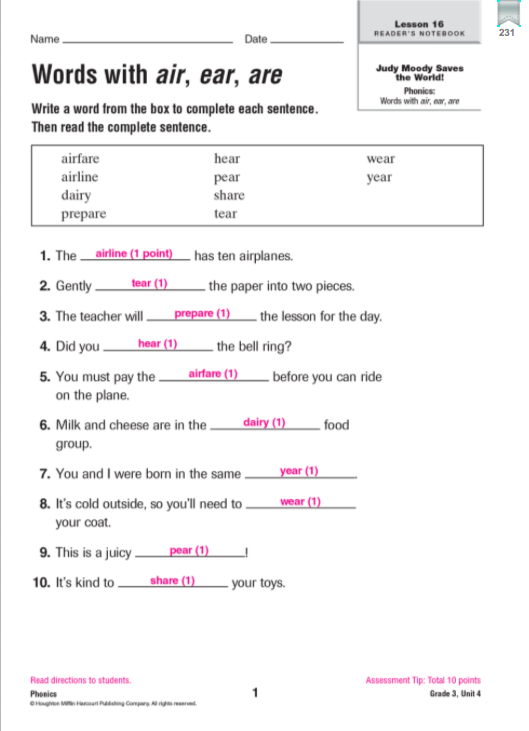 Name Date
Lesson 16
READER'S NOTEBOOK
231
Words with air, ear, are
Judy Moody Saves
the World!
Phonics:
Words with air, ear, are
Write a word from the box to complete each sentence.
Then read the complete sentence.
airfare hear wear
airline pear year
dairy share
prepare tear
1. The airline (1 point) has ten airplanes.
2. Gently tear (1) the paper into two pieces.
3. The teacher will prepare (1) the lesson for the day.
4. Did you hear (1) the bell ring?
5. You must pay the airfare (1) before you can ride
on the plane.
6. Milk and cheese are in the dairy (1) food
group.
7. You and I were born in the same year (1)
8. It's cold outside, so you'll need to wear (1)
your coat.
9. This is a juicy pear (1)!
10. It's kind to share (1) your toys.
Read directions to students. Assessment Tip: Total 10 points
Phonics 1 Grade 3, Unit 4
© Houghton Mifflin Harcourt Publishing Company. All rights reserved.